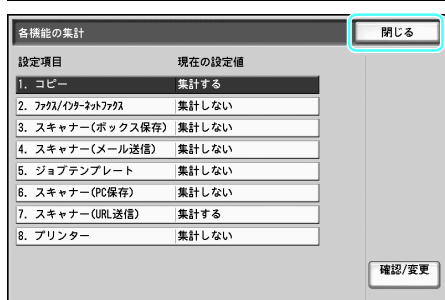 各機能の集計 閉じる
設定項目 現在の設定値
1. コピー 集計する
2. ファクス/インターネットファクス 集計しない
3. スキャナー(ボックス保存) 集計しない
4. スキャナー(メール送信) 集計しない
5. ジョブテンプレート 集計しない
6. スキャナー(PC保存) 集計しない
7. スキャナー(URL送信) 集計する
8. プリンター 集計しない
確認/変更